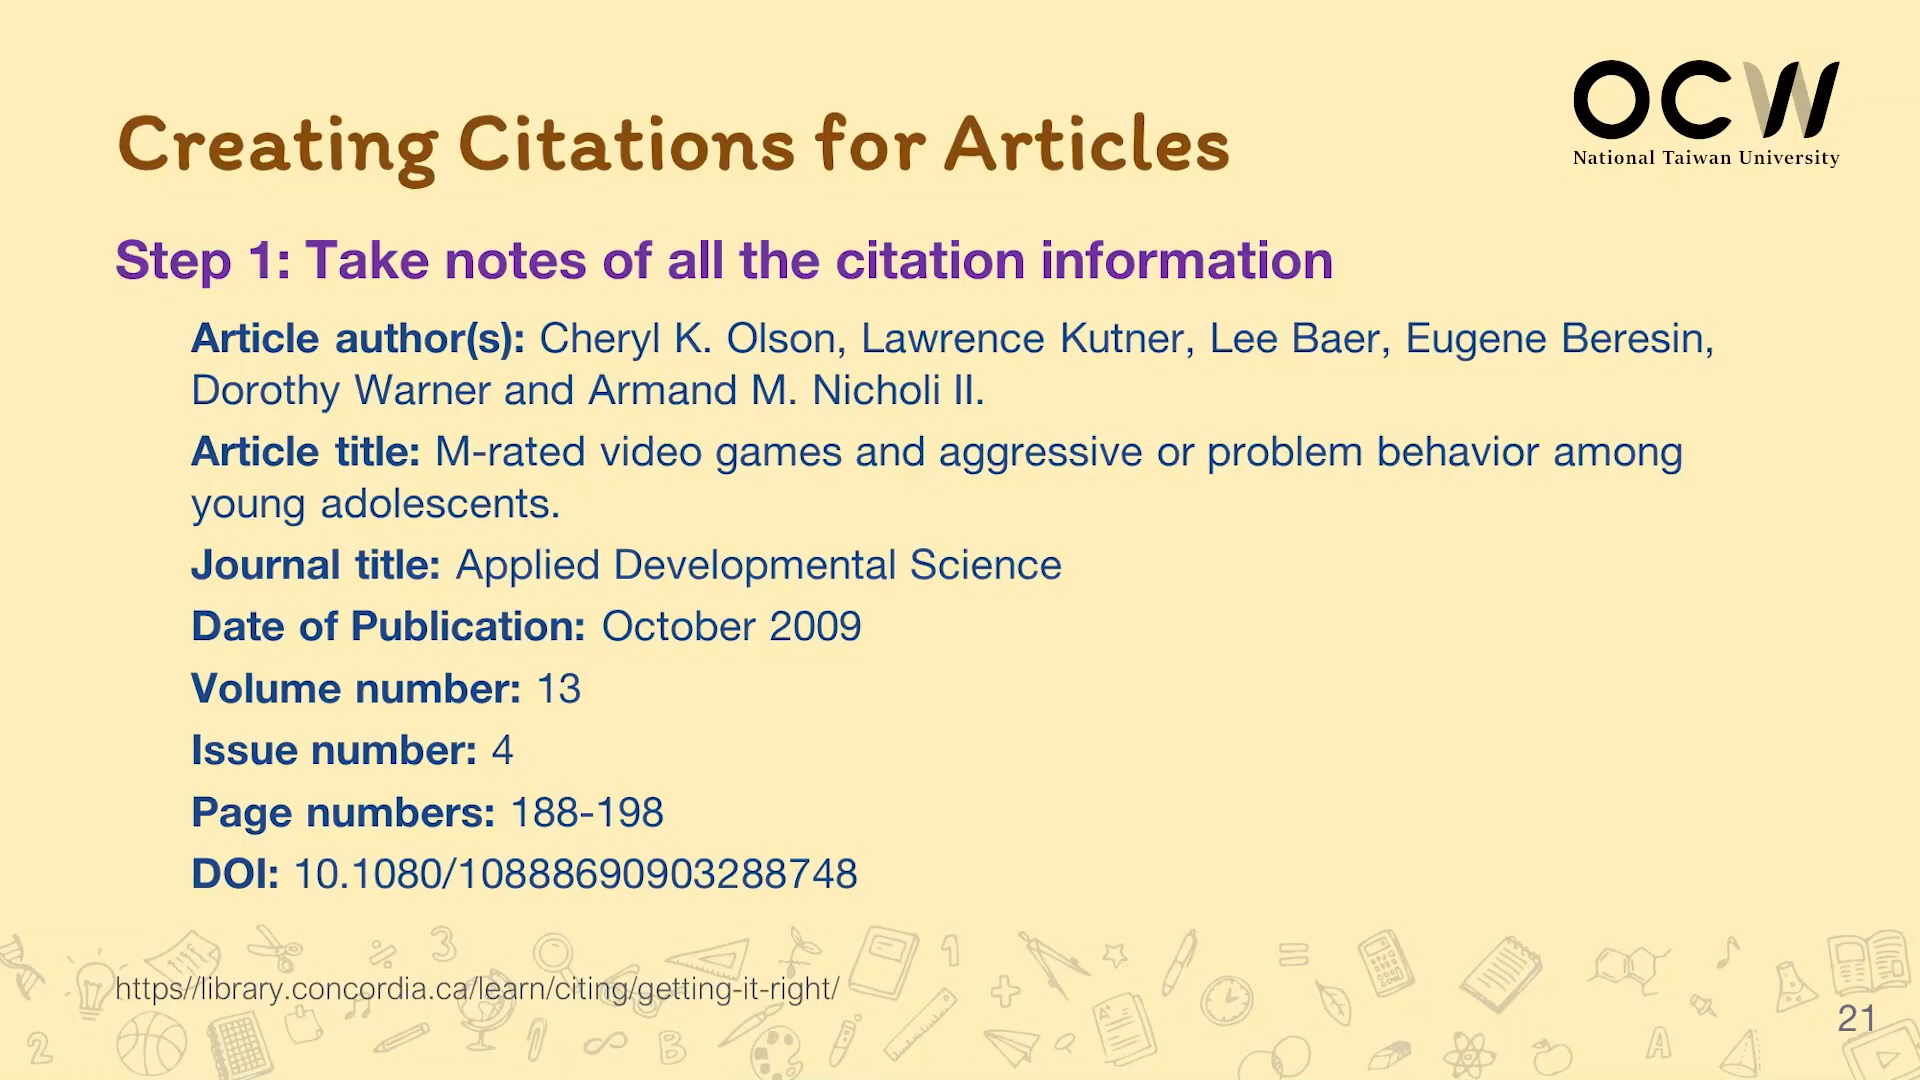 OCW
National Taiwan University
Creating Citations for Articles
Step 1: Take notes of all the citation information
Article author(s): Cheryl K. Olson, Lawrence Kutner, Lee Baer, Eugene Beresin,
Dorothy Warner and Armand M. Nicholi II.
Article title: M-rated video games and aggressive or problem behavior among
young adolescents.
Journal title: Applied Developmental Science
Date of Publication: October 2009
Volume number: 13
Issue number: 4
Page numbers: 188-198
DOI: 10.1080/10888690903288748
https//library.concordia.ca/learn/citing/getting-it-right/
21